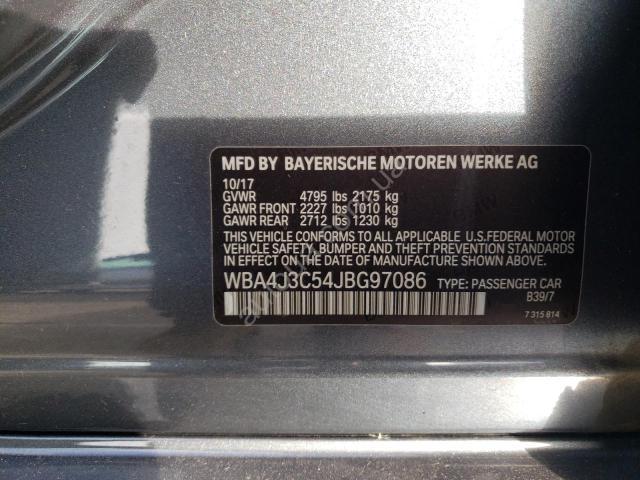 MFD BY BAYERISCHE MOTOREN WERKE AG
10/17
GVWR 4795 lbs 2175 kg
GAWR FRONT 2227 lbs 1010 kg
GAWR REAR 2712 lbs 1230 kg
THIS VEHICLE CONFORMS TO ALL APPLICABLE U.S.FEDERAL MOTOR
VEHICLE SAFETY BUMPER, AND THEFT PREVENTION STANDARDS
IN EFFECT ON THE DATE OF MANUFACTURE SHOWN ABOVE.
WBA4J3C54JBG97086 TYPE: PASSENGER CAR
B39/7
7 315 814